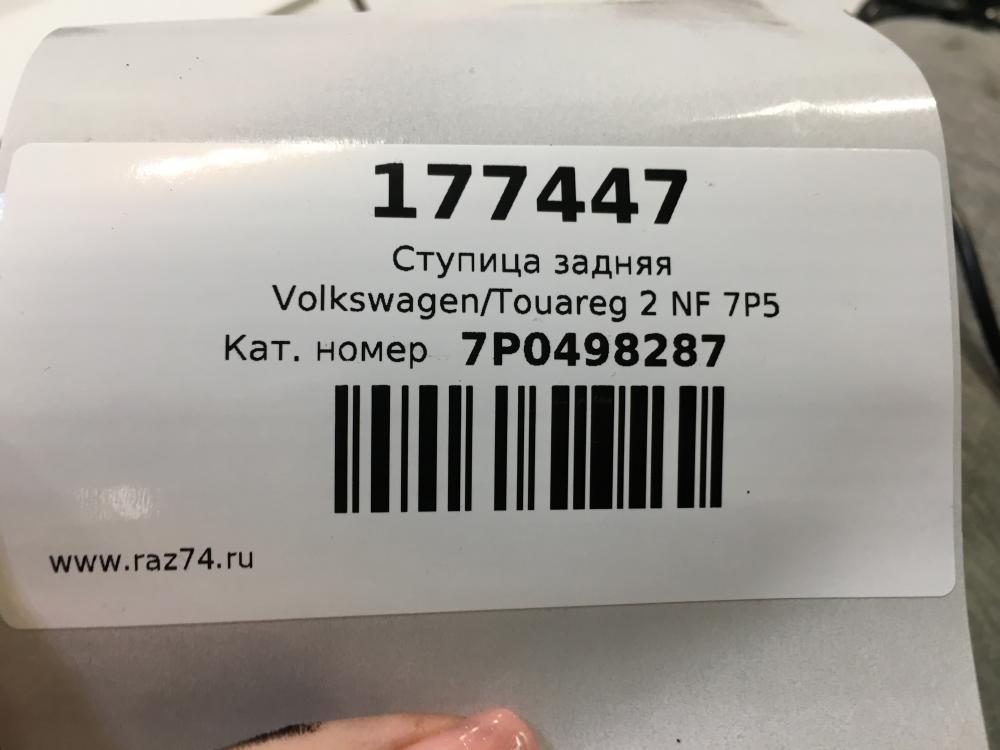 177447
Ступица задняя
Volkswagen/Touareg 2 NF 7P5
Кат. номер 7P0498287
www.raz74.ru